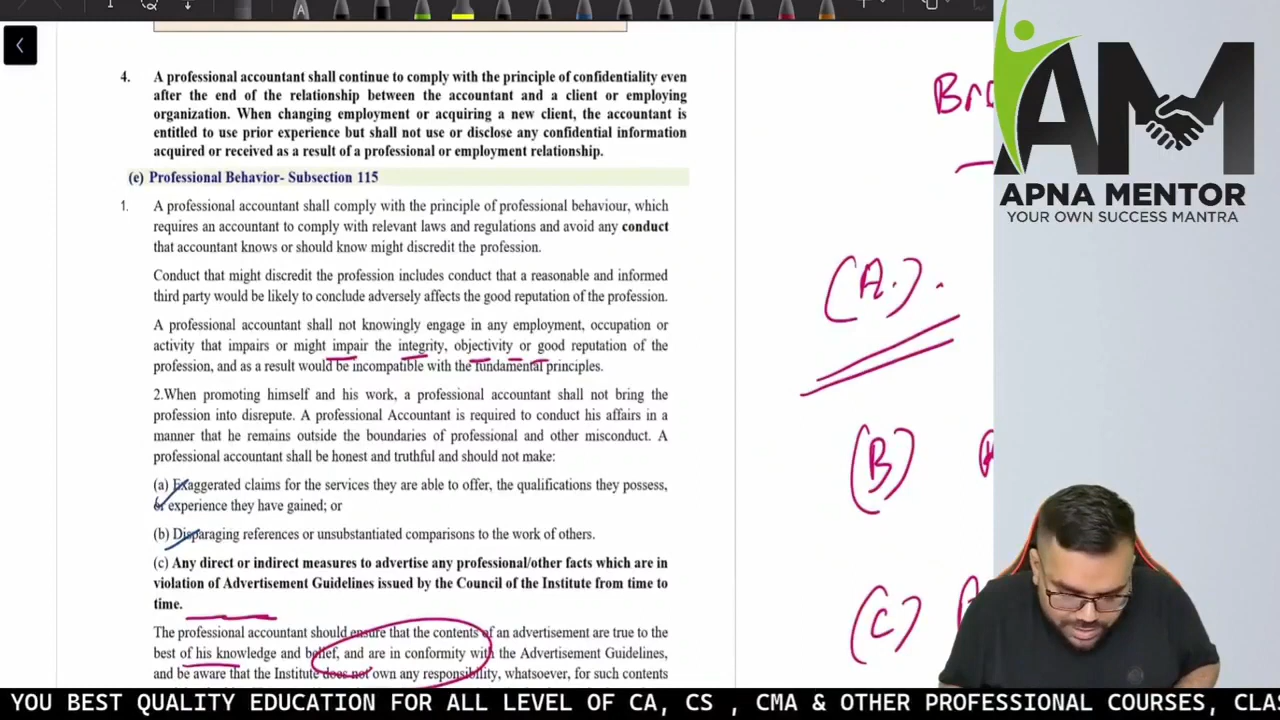 4. A professional accountant shall continue to comply with the principle of confidentiality even
after the end of the relationship between the accountant and a client or employing
organization. When changing employment or acquiring a new client, the accountant is
entitled to use prior experience but shall not use or disclose any confidential information
acquired or received as a result of a professional or employment relationship.
(e) Professional Behavior- Subsection 115
1. A professional accountant shall comply with the principle of professional behaviour, which
requires an accountant to comply with relevant laws and regulations and avoid any conduct
that accountant knows or should know might discredit the profession.
Conduct that might discredit the profession includes conduct that a reasonable and informed
third party would be likely to conclude adversely affects the good reputation of the profession.
A professional accountant shall not knowingly engage in any employment, occupation or
activity that impairs or might impair the integrity, objectivity or good reputation of the
profession, and as a result would be incompatible with the fundamental principles.
2.When promoting himself and his work, a professional accountant shall not bring the
profession into disrepute. A professional Accountant is required to conduct his affairs in a
manner that he remains outside the boundaries of professional and other misconduct. A
professional accountant shall be honest and truthful and should not make:
(a) Exaggerated claims for the services they are able to offer, the qualifications they possess,
or experience they have gained; or
(b) Disparaging references or unsubstantiated comparisons to the work of others.
(c) Any direct or indirect measures to advertise any professional/other facts which are in
violation of Advertisement Guidelines issued by the Council of the Institute from time to
time.
The professional accountant should ensure that the contents of an advertisement are true to the
best of his knowledge and belief, and are in conformity with the Advertisement Guidelines,
and be aware that the Institute does not own any responsibility, whatsoever, for such contents
(A).
(B)
(C)
AM
APNA MENTOR
YOUR OWN SUCCESS MANTRA
YOU BEST QUALITY EDUCATION FOR ALL LEVEL OF CA, CS , CMA & OTHER PROFESSIONAL COURSES, CLAS